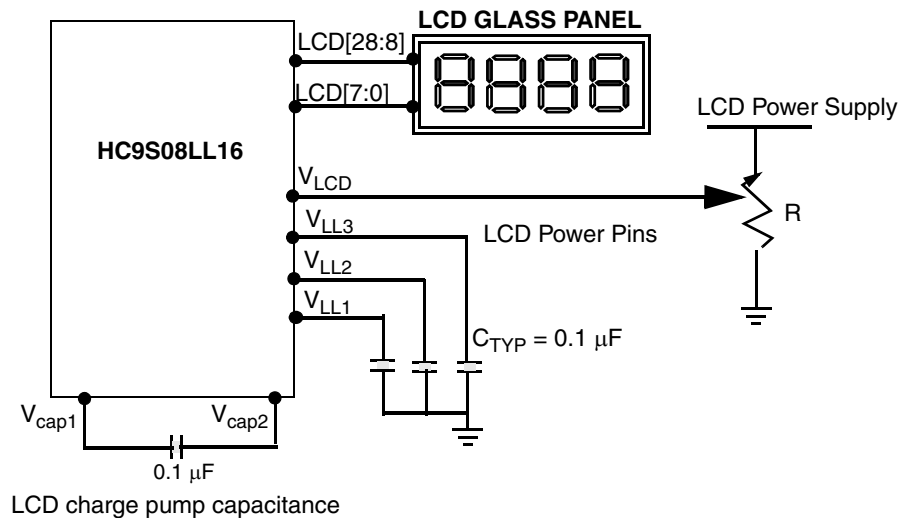 LCD GLASS PANEL
LCD[28:8]
LCD[7:0]
LCD Power Supply
HC9S08LL16
VLCD
R
VLL3
LCD Power Pins
VLL2
VLL1
CTYP = 0.1 μF
Vcap1
Vcap2
0.1 μF
LCD charge pump capacitance